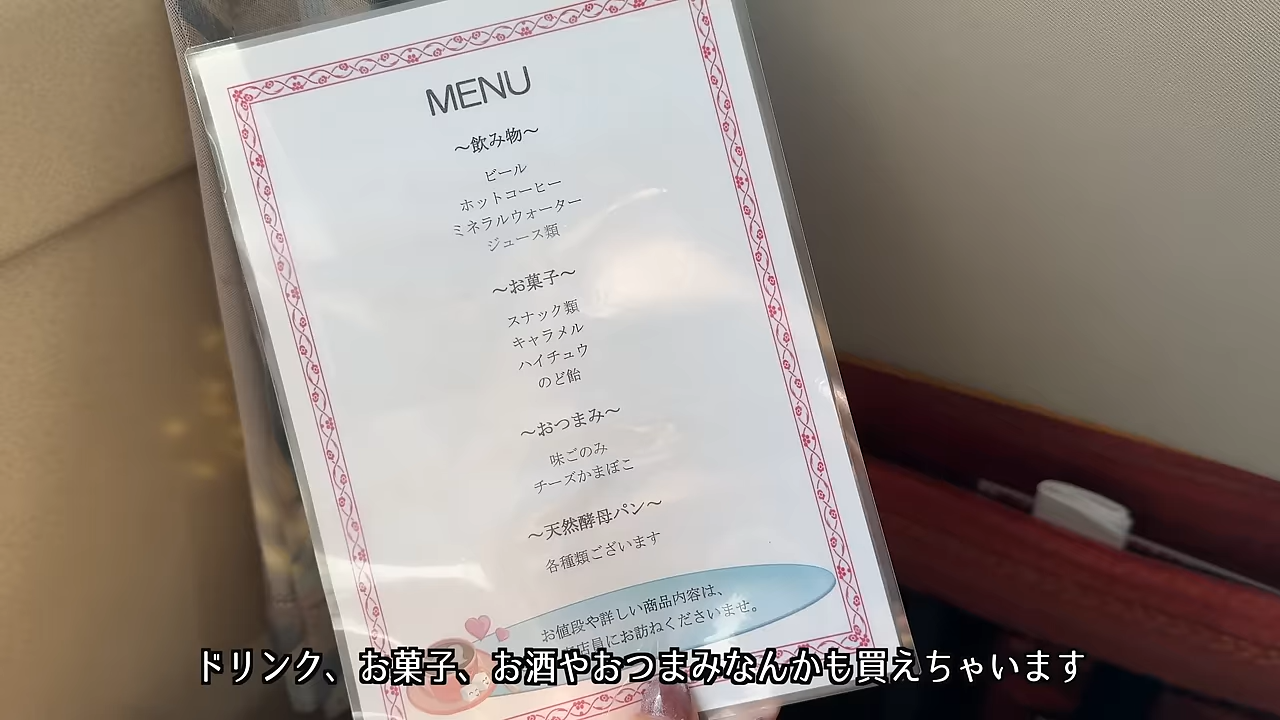 MENU
～飲み物～
ビール
ホットコーヒー
ミネラルウォーター
ジュース類
～お菓子～
スナック類
キャラメル
ハイチュウ
のど飴
～おつまみ～
味ごのみ
チーズかまぼこ
～天然酵母パン～
各種類ございます
お値段や詳しい商品内容は、
店員にお訪ねくださいませ。
ドリンク、お菓子、お酒やおつまみなんかも買えちゃいます